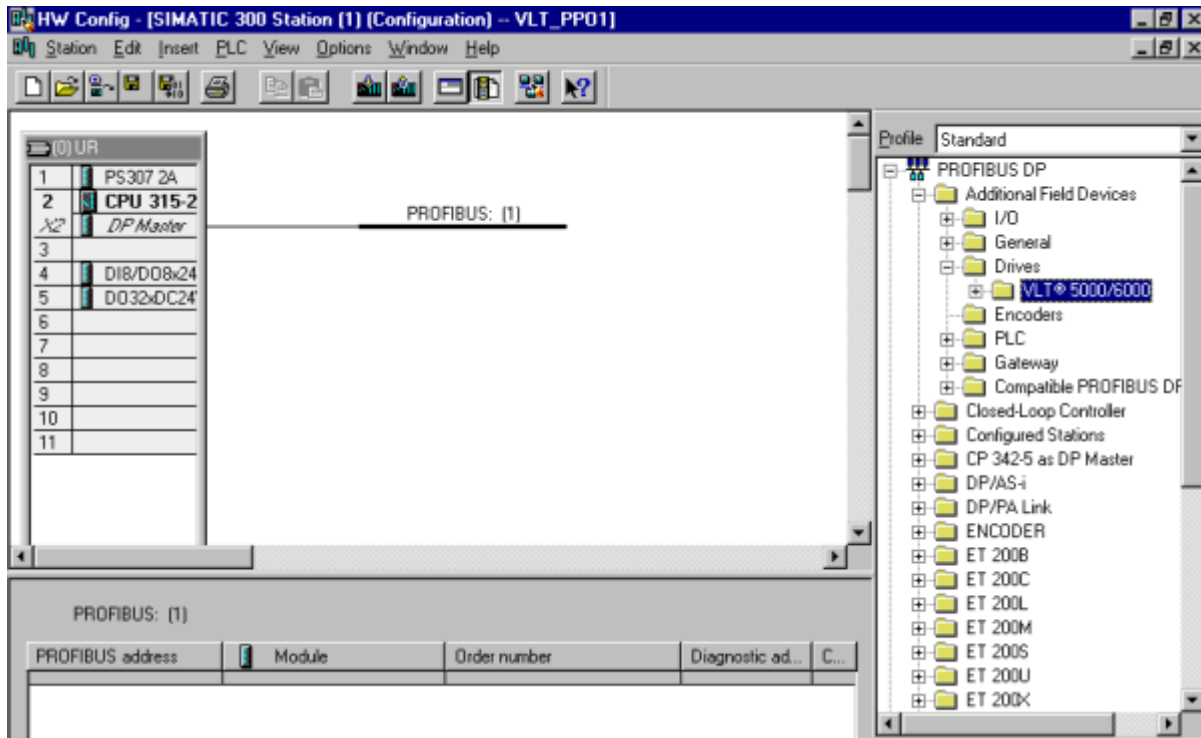 HW Config - [SIMATIC 300 Station (1) (Configuration) -- VLT_PP01]
Station Edit Insert PLC View Options Window Help
(0) UR
1 PS307 2A
2 CPU 315-2
X2 DP Master
3
4 DI8/DO8x24
5 DO32xDC24
6
7
8
9
10
11
PROFIBUS: (1)
Profile Standard
PROFIBUS DP
Additional Field Devices
I/O
General
Drives
VLT® 5000/6000
Encoders
PLC
Gateway
Compatible PROFIBUS DP
Closed-Loop Controller
Configured Stations
CP 342-5 as DP Master
DP/AS-i
DP/PA Link
ENCODER
ET 200B
ET 200C
ET 200L
ET 200M
ET 200S
ET 200U
ET 200X
PROFIBUS: (1)
PROFIBUS address Module Order number Diagnostic ad... C...